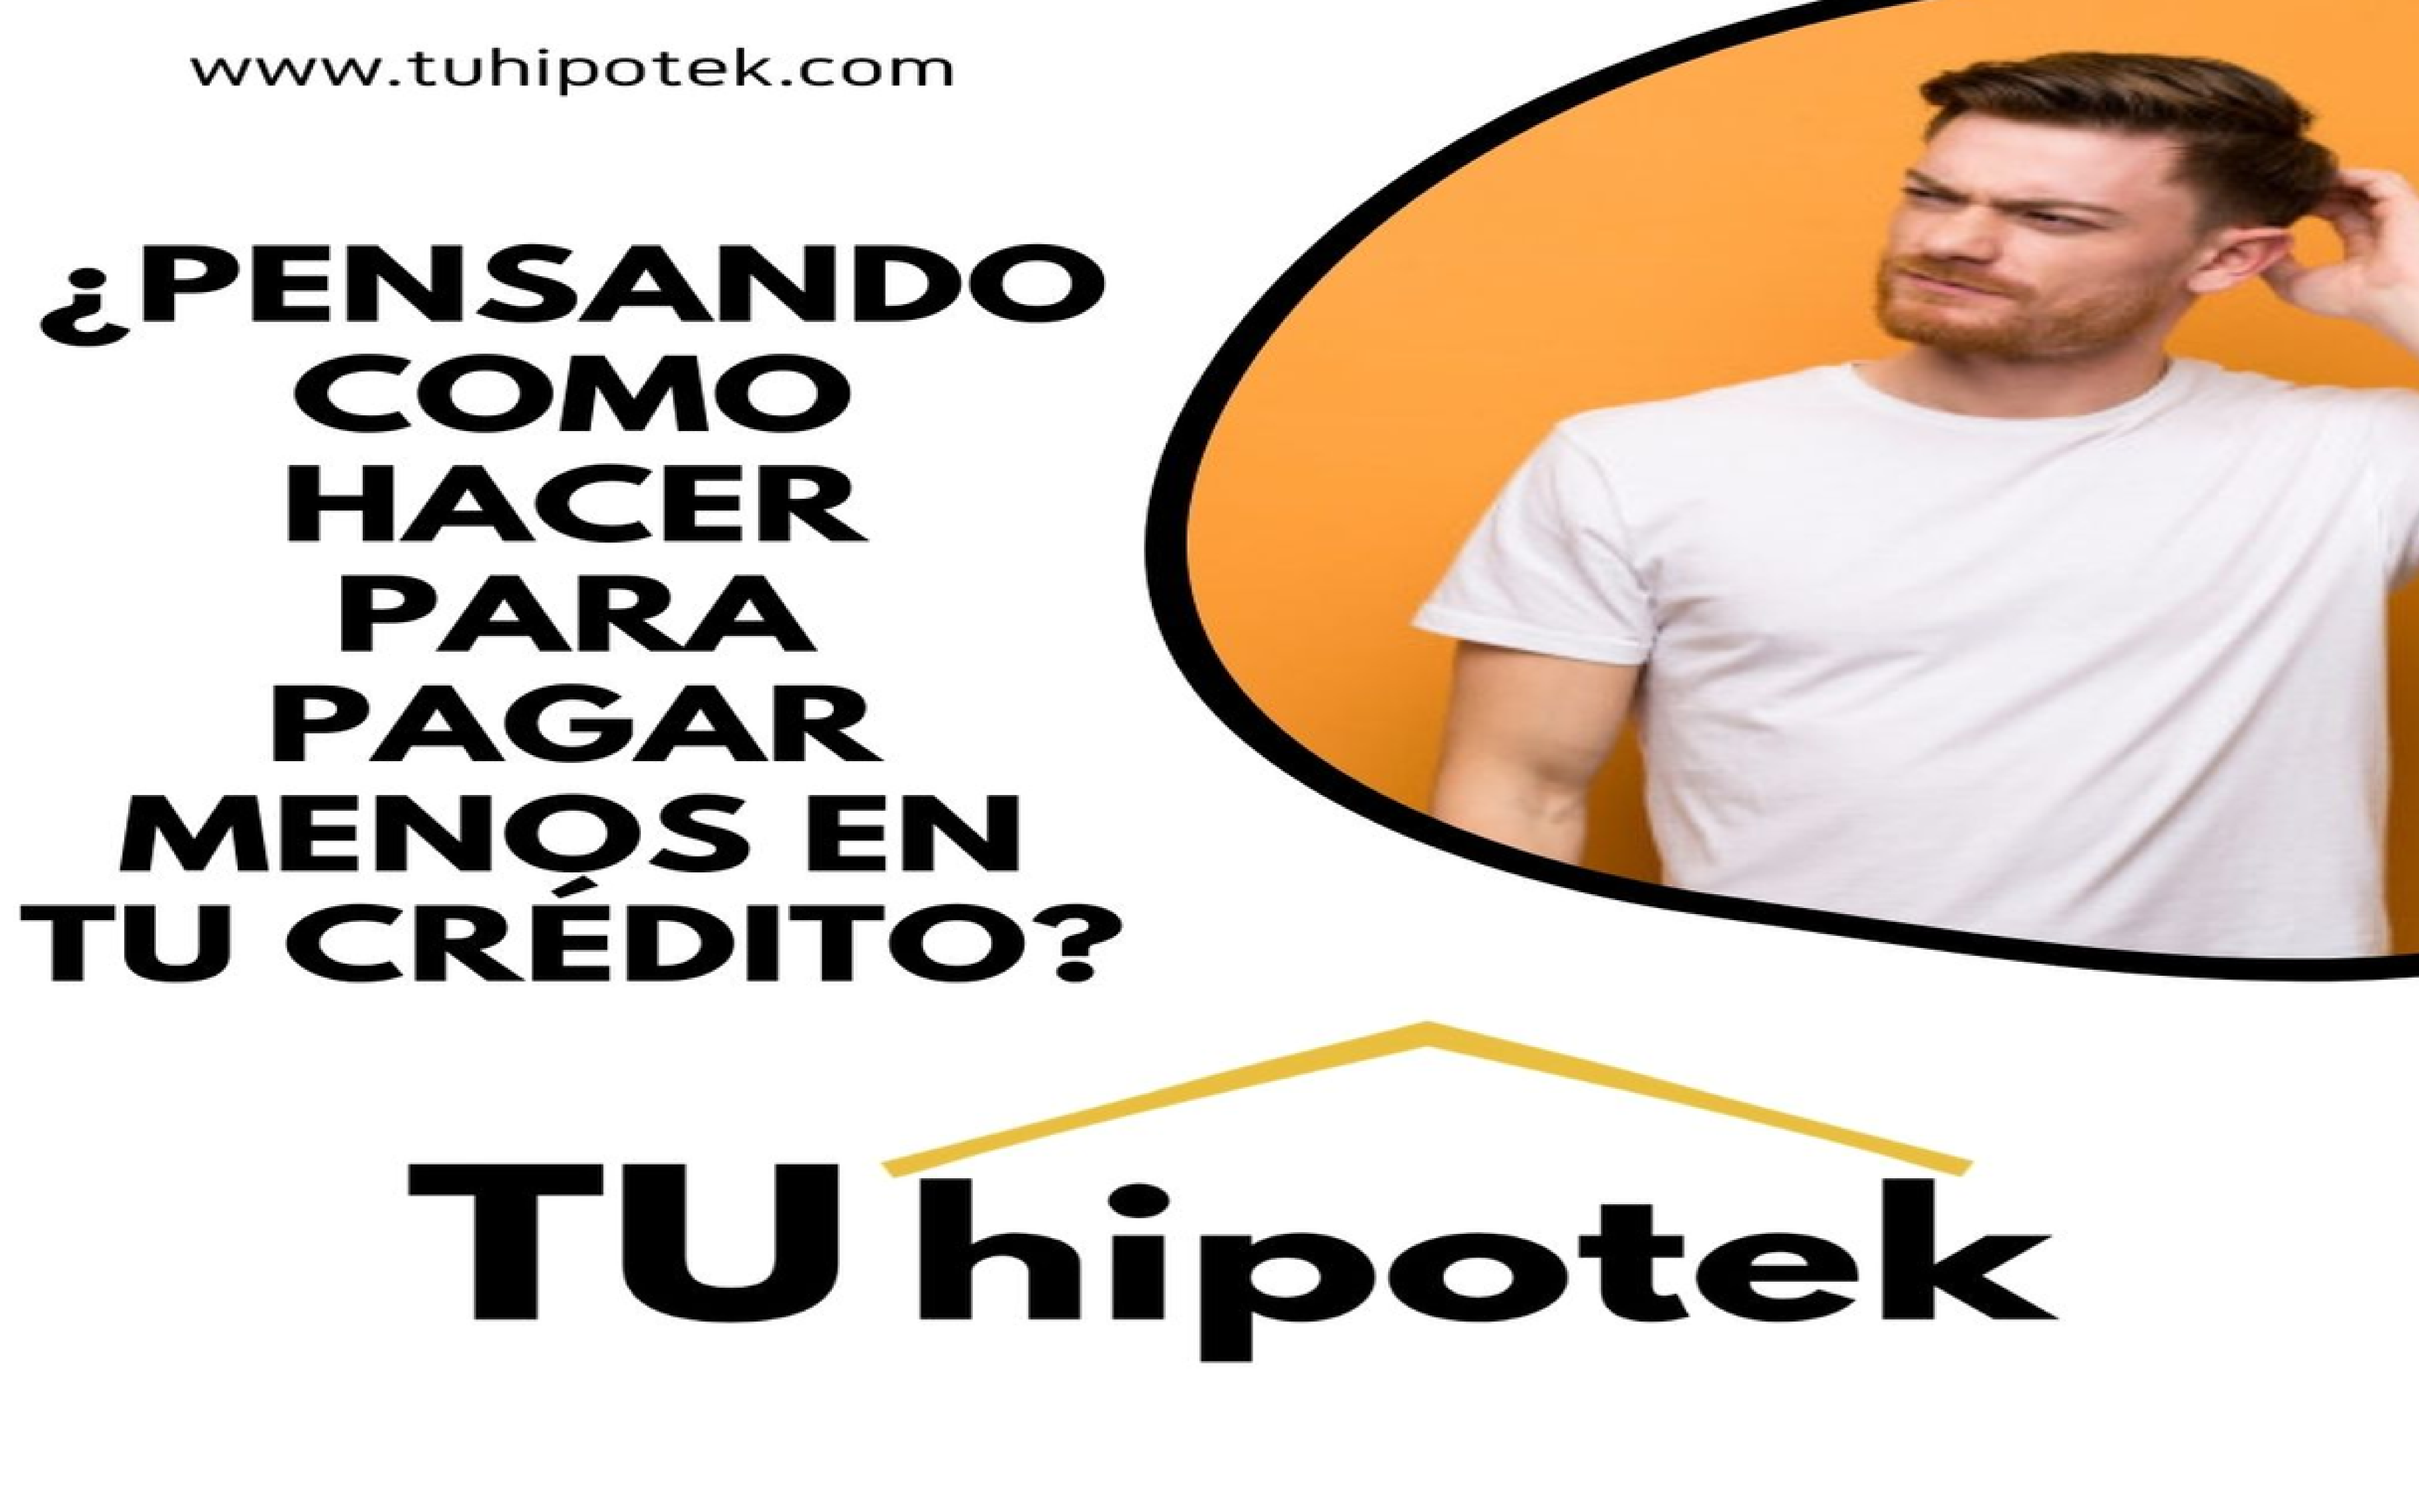 www.tuhipotek.com
¿PENSANDO
COMO
HACER
PARA
PAGAR
MENOS EN
TU CRÉDITO?
TU hipotek